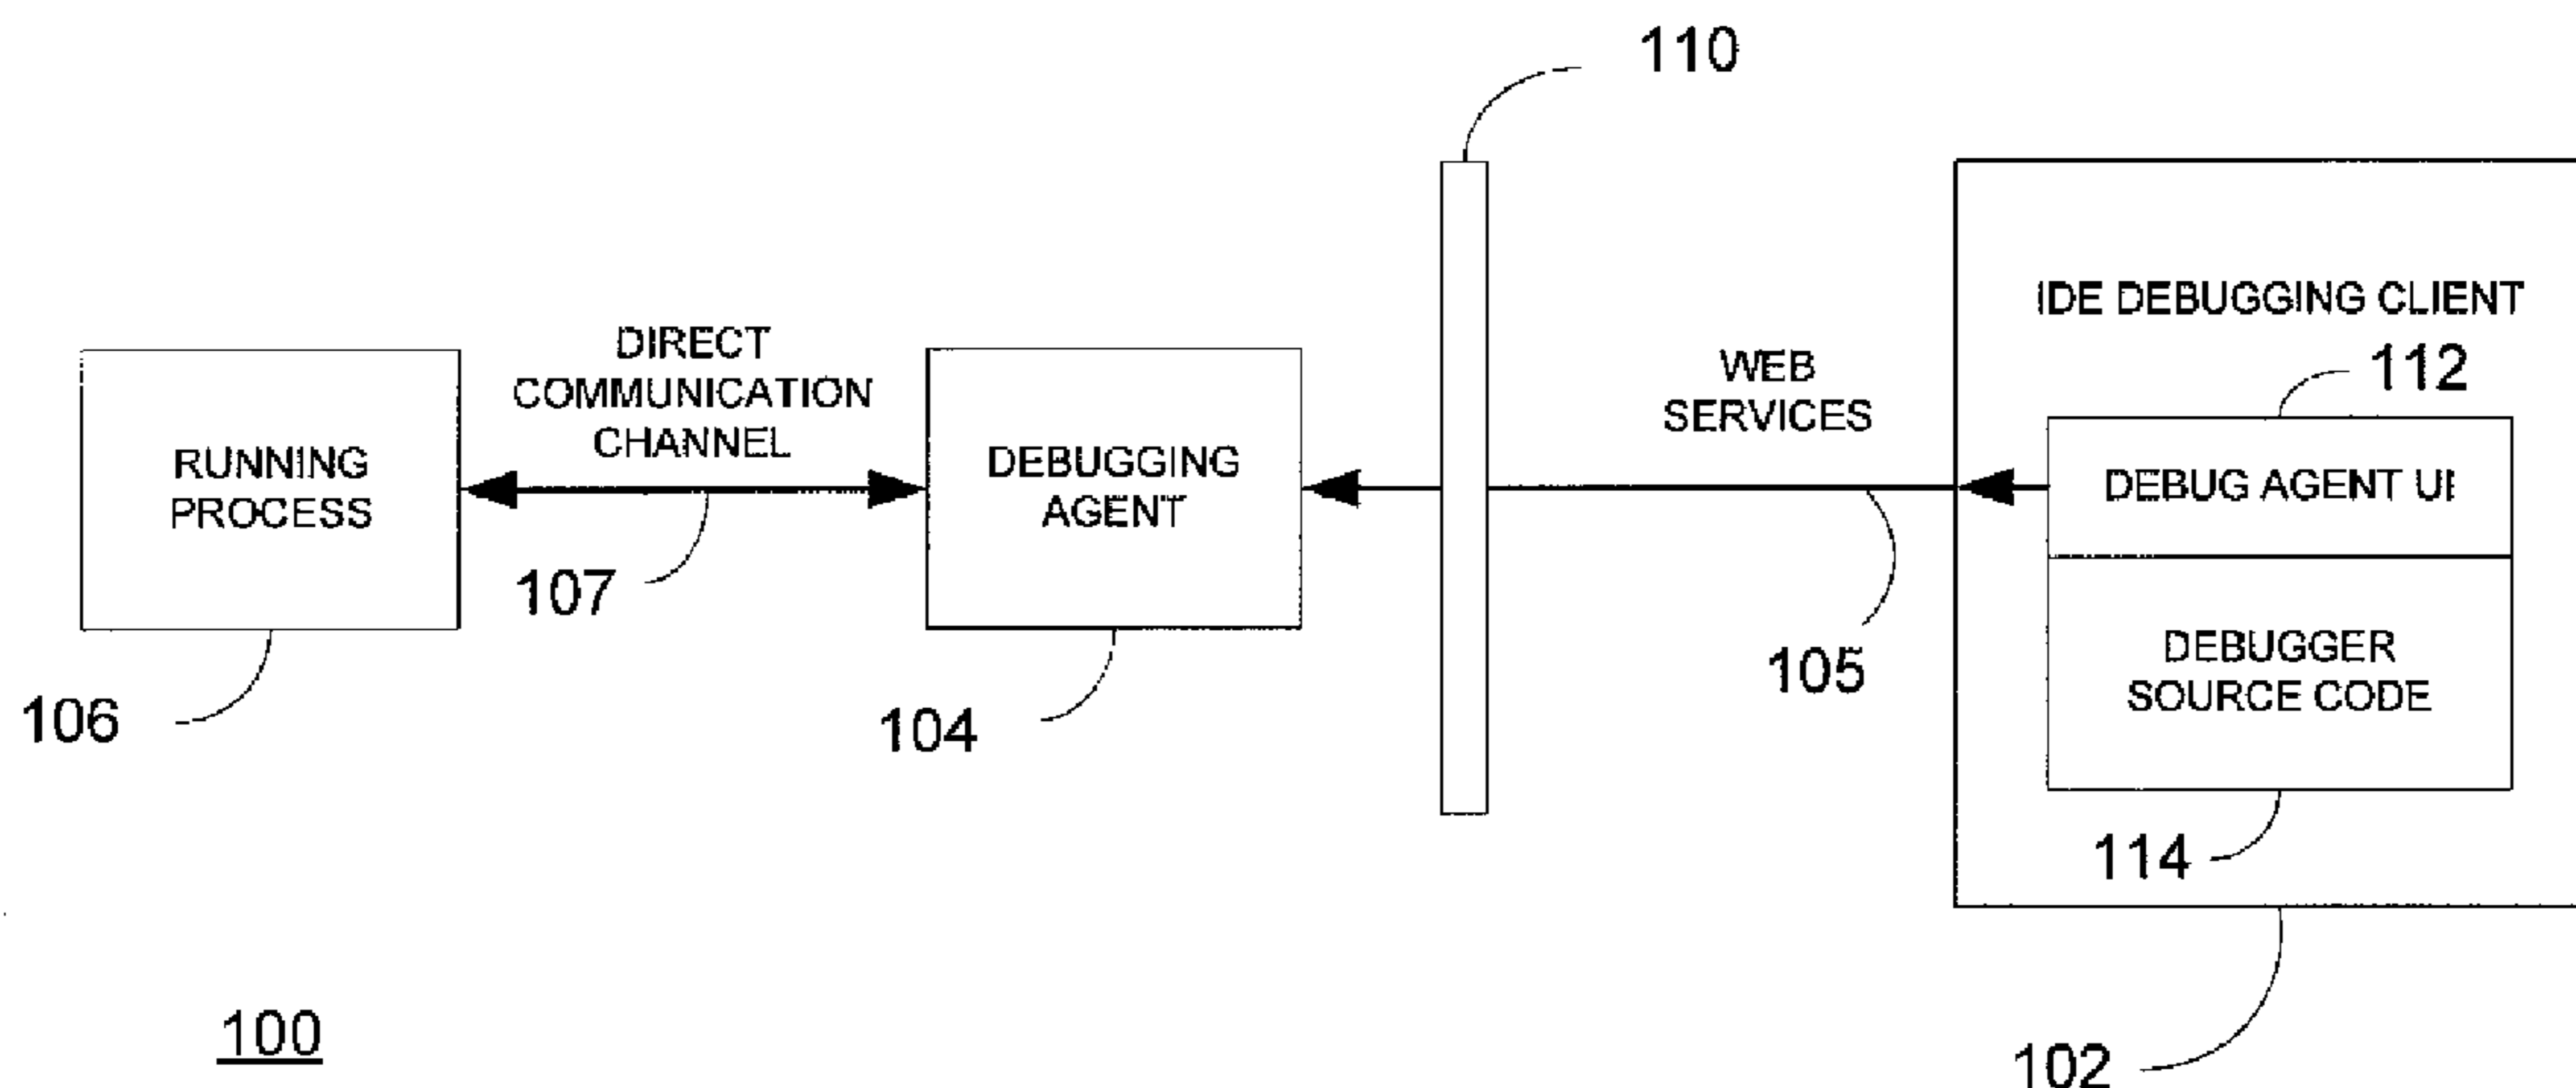 110
IDE DEBUGGING CLIENT
DIRECT
COMMUNICATION
CHANNEL
WEB
SERVICES
112
RUNNING
PROCESS
DEBUGGING
AGENT
DEBUG AGENT UI
107
105
DEBUGGER
SOURCE CODE
106
104
114
100
102